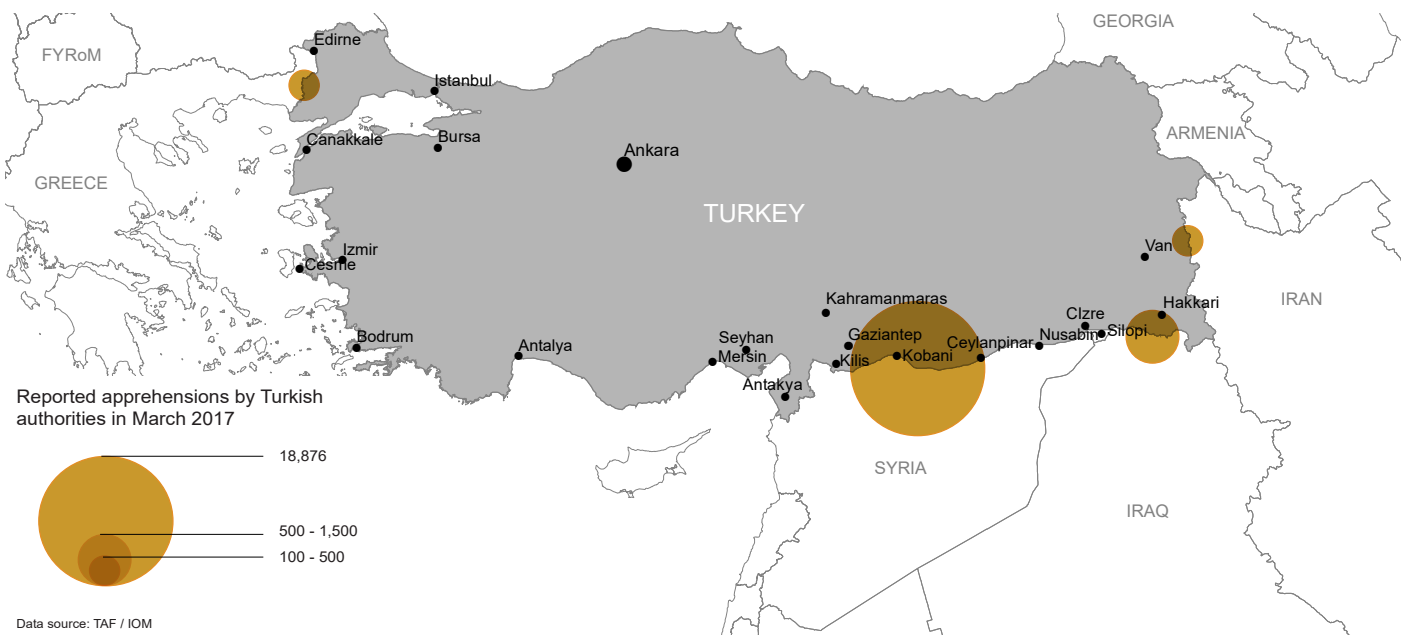 GEORGIA
Edirne
FYRoM
Istanbul
ARMENIA
Canakkale
Bursa
Ankara
GREECE
TURKEY
Van
Izmir
Cesme
Kahramanmaras
IRAN
Hakkari
CIzre
Silopi
Bodrum
Antalya
Seyhan
Mersin
Gaziantep
Ceylanpinar
Nusabin
Kilis
Kobani
Antakya
Reported apprehensions by Turkish
authorities in March 2017
18,876
SYRIA
IRAQ
500 - 1,500
100 - 500
Data source: TAF / IOM